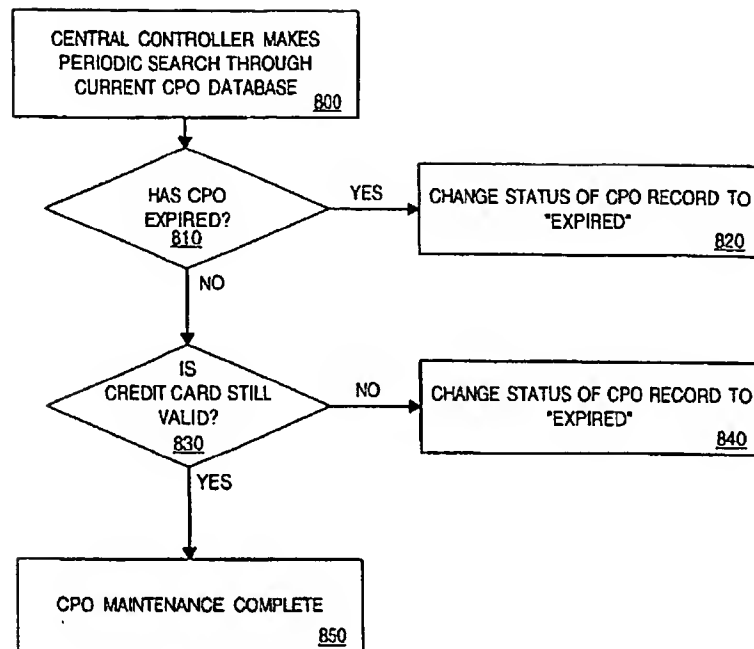 CENTRAL CONTROLLER MAKES
PERIODIC SEARCH THROUGH
CURRENT CPO DATABASE
800
HAS CPO
EXPIRED?
810
YES
CHANGE STATUS OF CPO RECORD TO
"EXPIRED"
820
NO
IS
CREDIT CARD STILL
VALID?
830
NO
CHANGE STATUS OF CPO RECORD TO
"EXPIRED"
840
YES
CPO MAINTENANCE COMPLETE
850